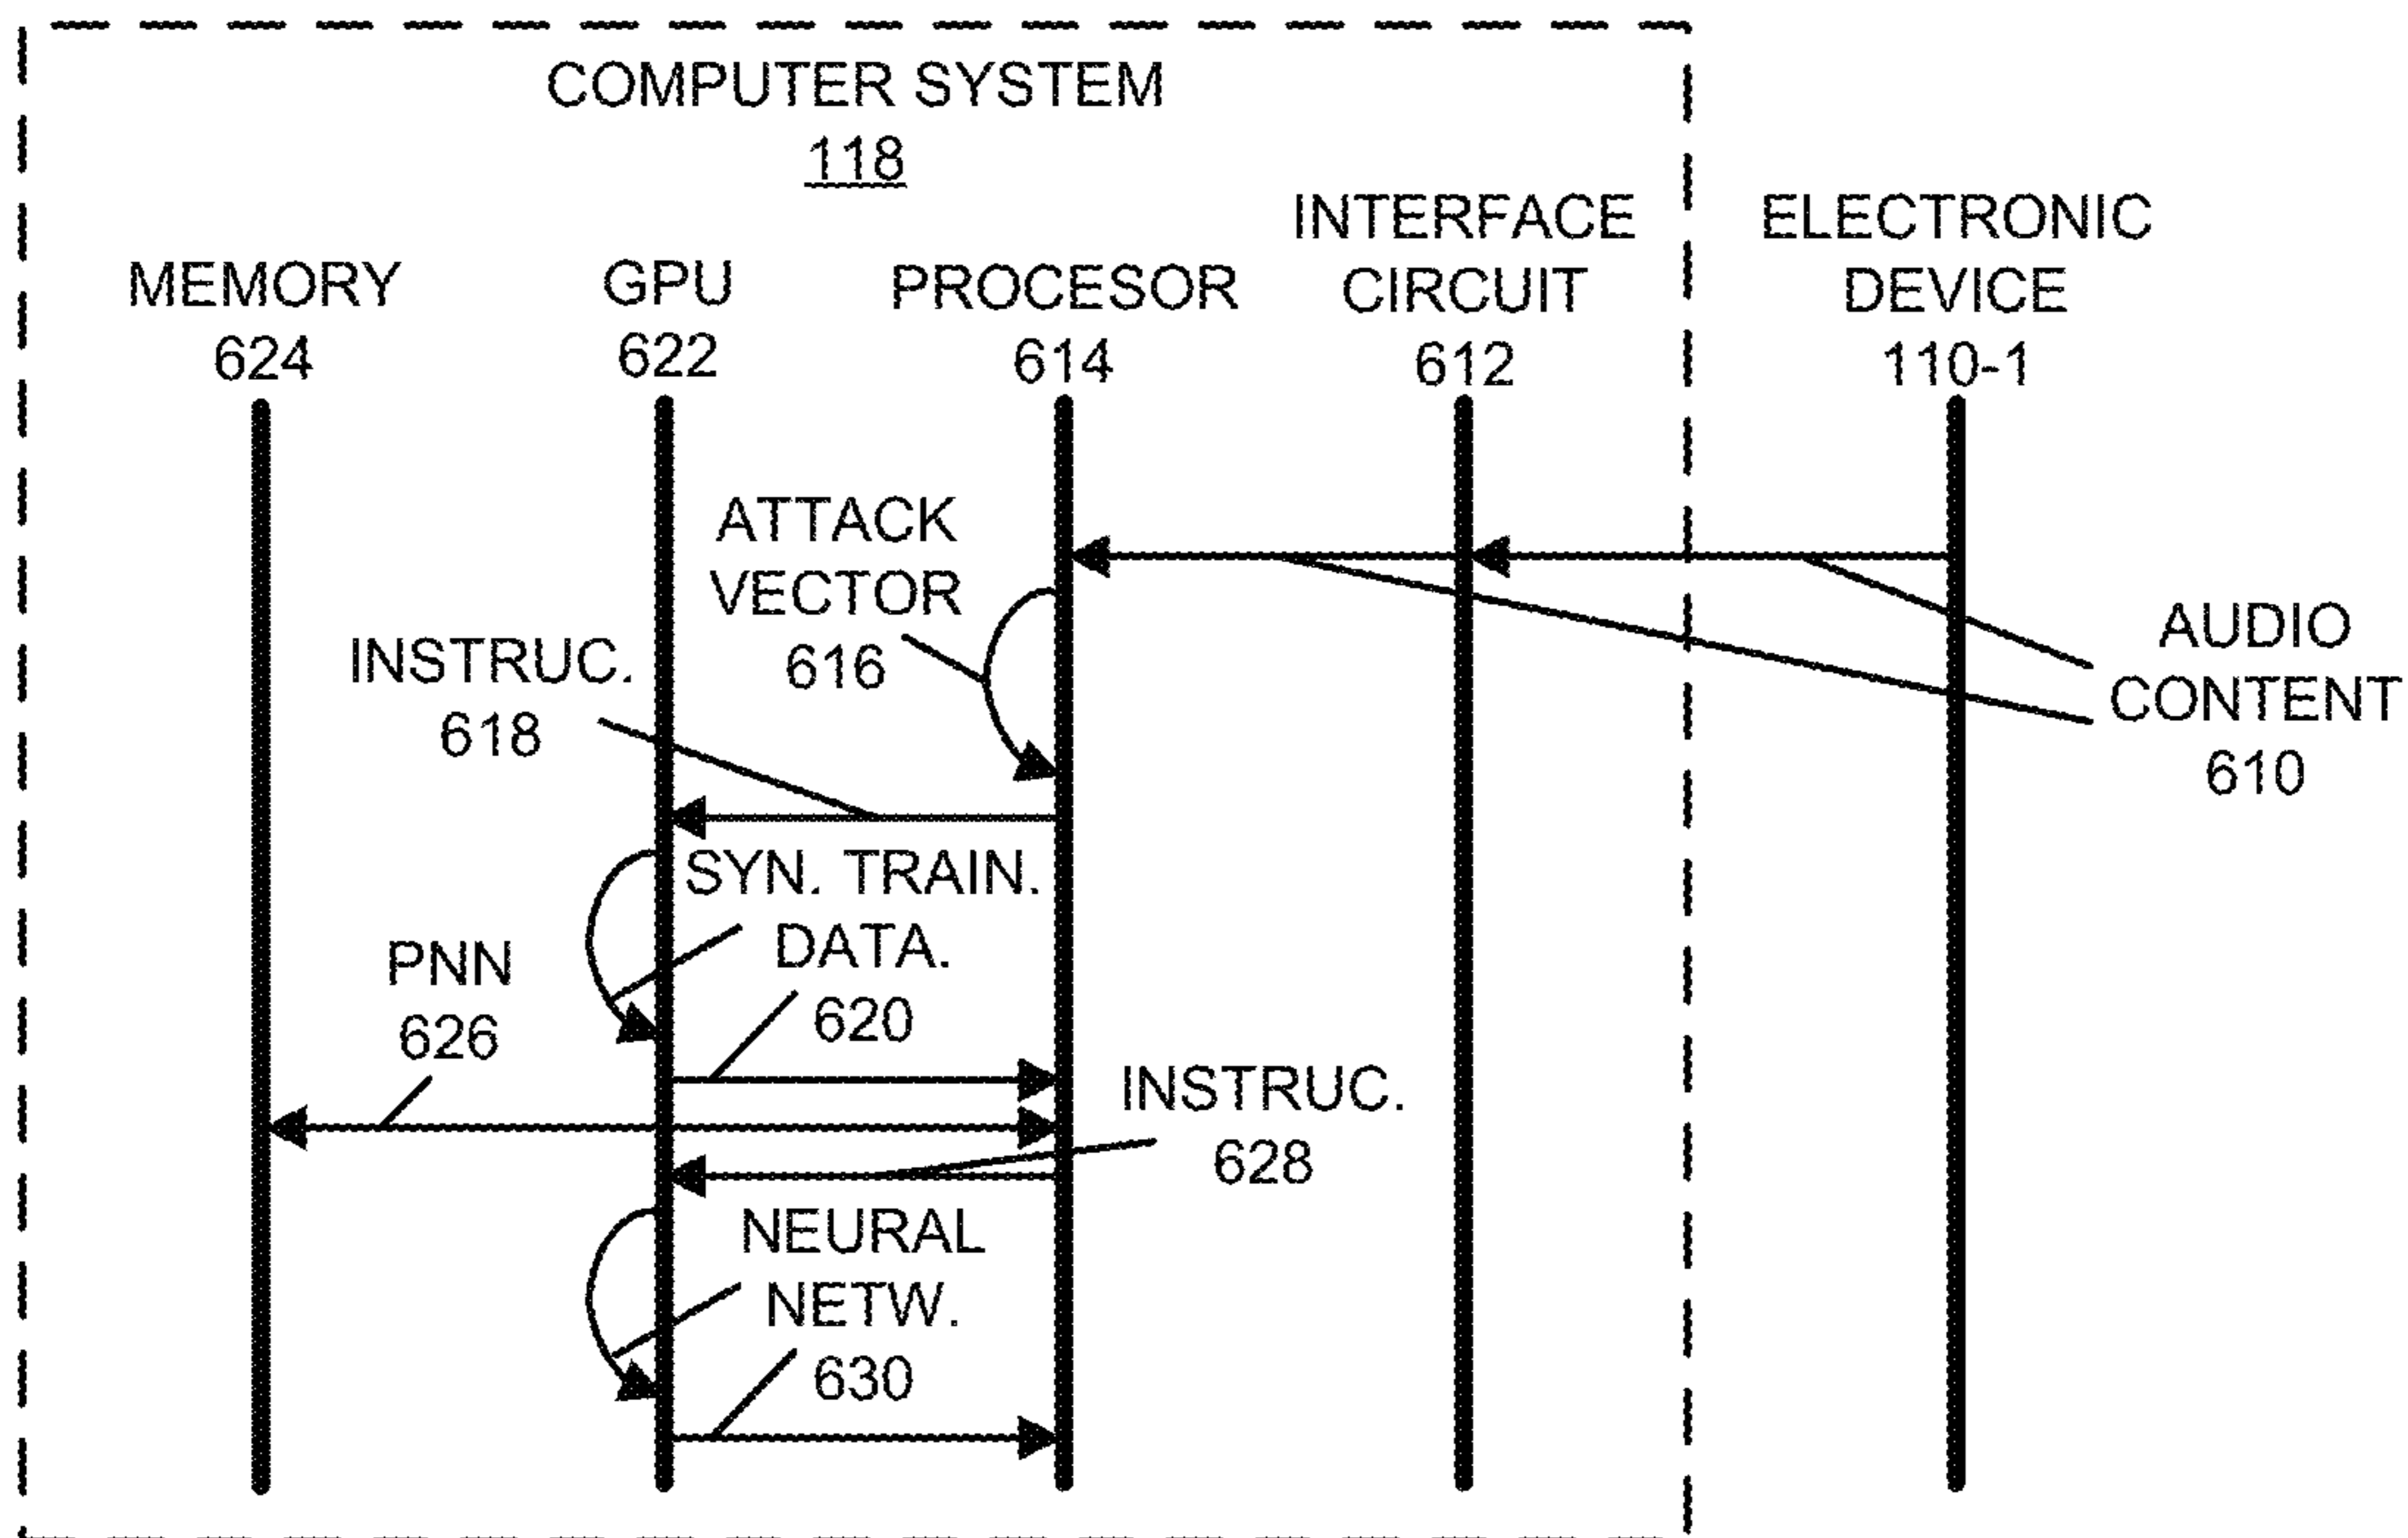 COMPUTER SYSTEM
118
MEMORY
624
GPU
622
PROCESOR
614
INTERFACE
CIRCUIT
612
ELECTRONIC
DEVICE
110-1
ATTACK
VECTOR
616
AUDIO
CONTENT
610
INSTRUC.
618
SYN. TRAIN.
DATA.
620
PNN
626
INSTRUC.
628
NEURAL
NETW.
630